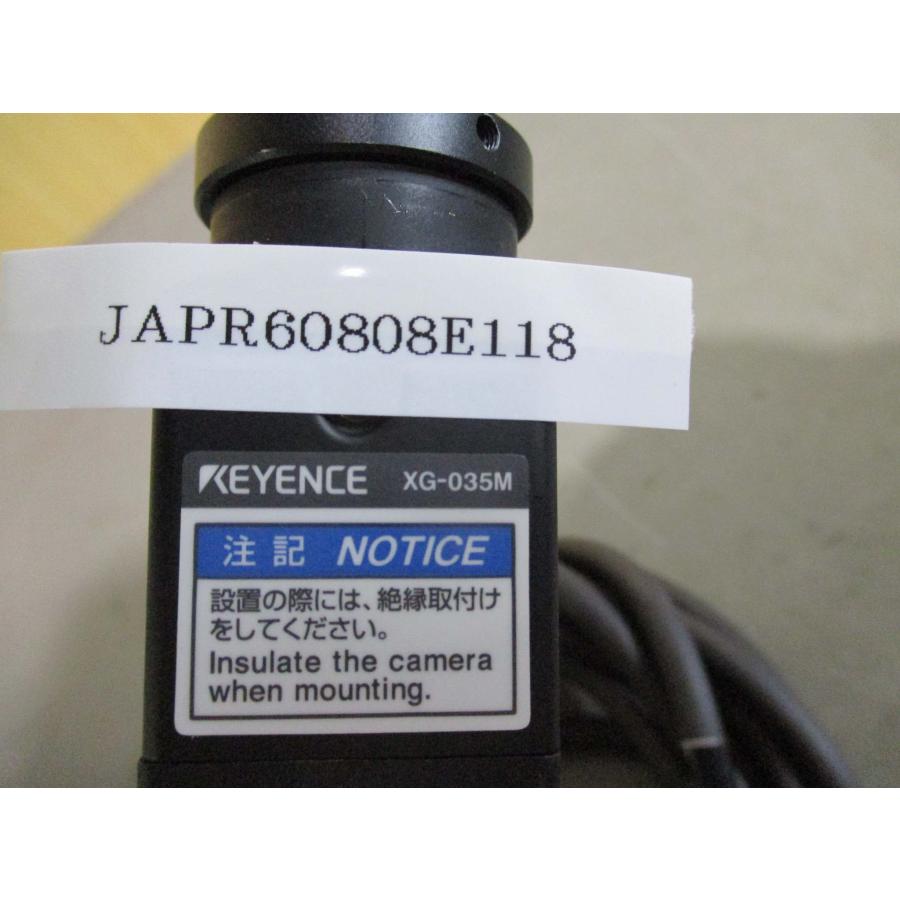 JAPR60808E118
KEYENCE XG-035M
注記 NOTICE
設置の際には、絶縁取付け
をしてください。
Insulate the camera
when mounting.